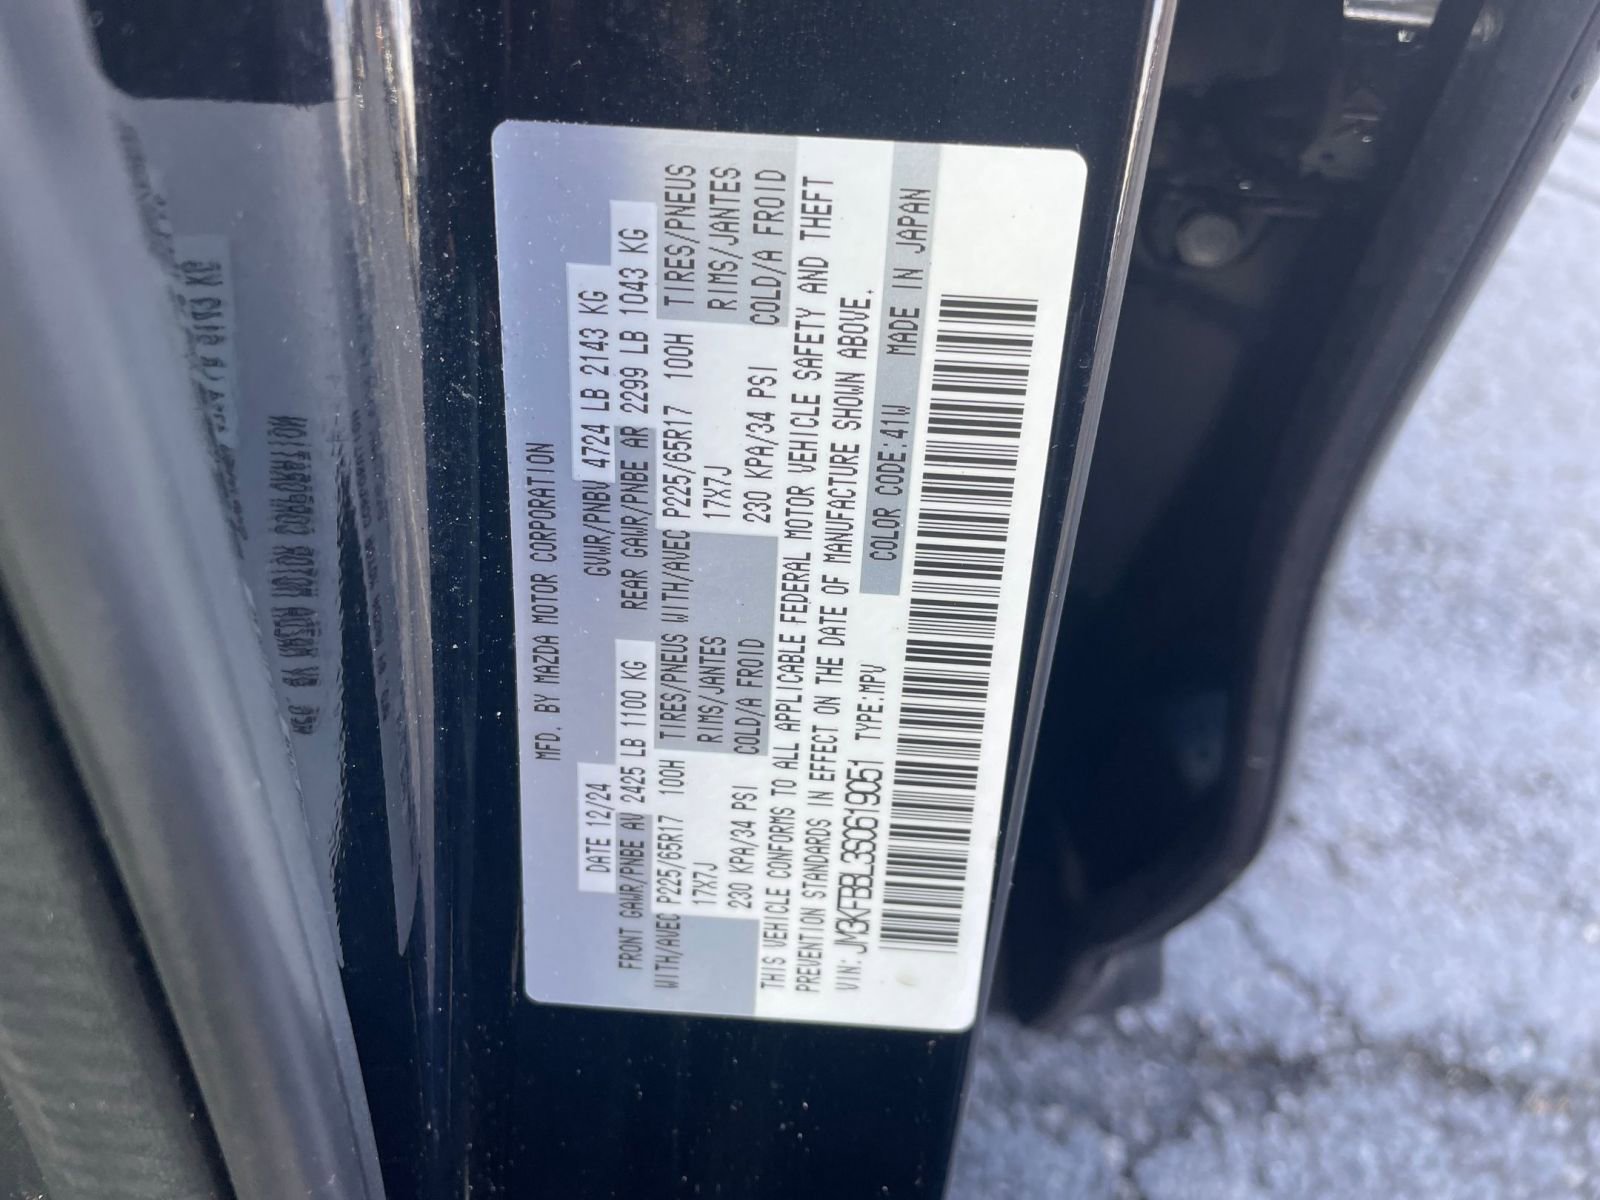 MFD. BY MAZDA MOTOR CORPORATION
DATE 12/24 GVWR/PNBV 4724 LB 2143 KG
FRONT GAWR/PNBE AV 2425 LB 1100 KG REAR GAWR/PNBE AR 2299 LB 1043 KG
WITH/AVEC P225/65R17 100H TIRES/PNEUS WITH/AVEC P225/65R17 100H TIRES/PNEUS
17X7J RIMS/JANTES 17X7J RIMS/JANTES
230 KPA/34 PSI COLD/A FROID 230 KPA/34 PSI COLD/A FROID
THIS VEHICLE CONFORMS TO ALL APPLICABLE FEDERAL MOTOR VEHICLE SAFETY AND THEFT
PREVENTION STANDARDS IN EFFECT ON THE DATE OF MANUFACTURE SHOWN ABOVE.
VIN: JM3KFBBL3S0619051 TYPE:MPV COLOR CODE:41W MADE IN JAPAN